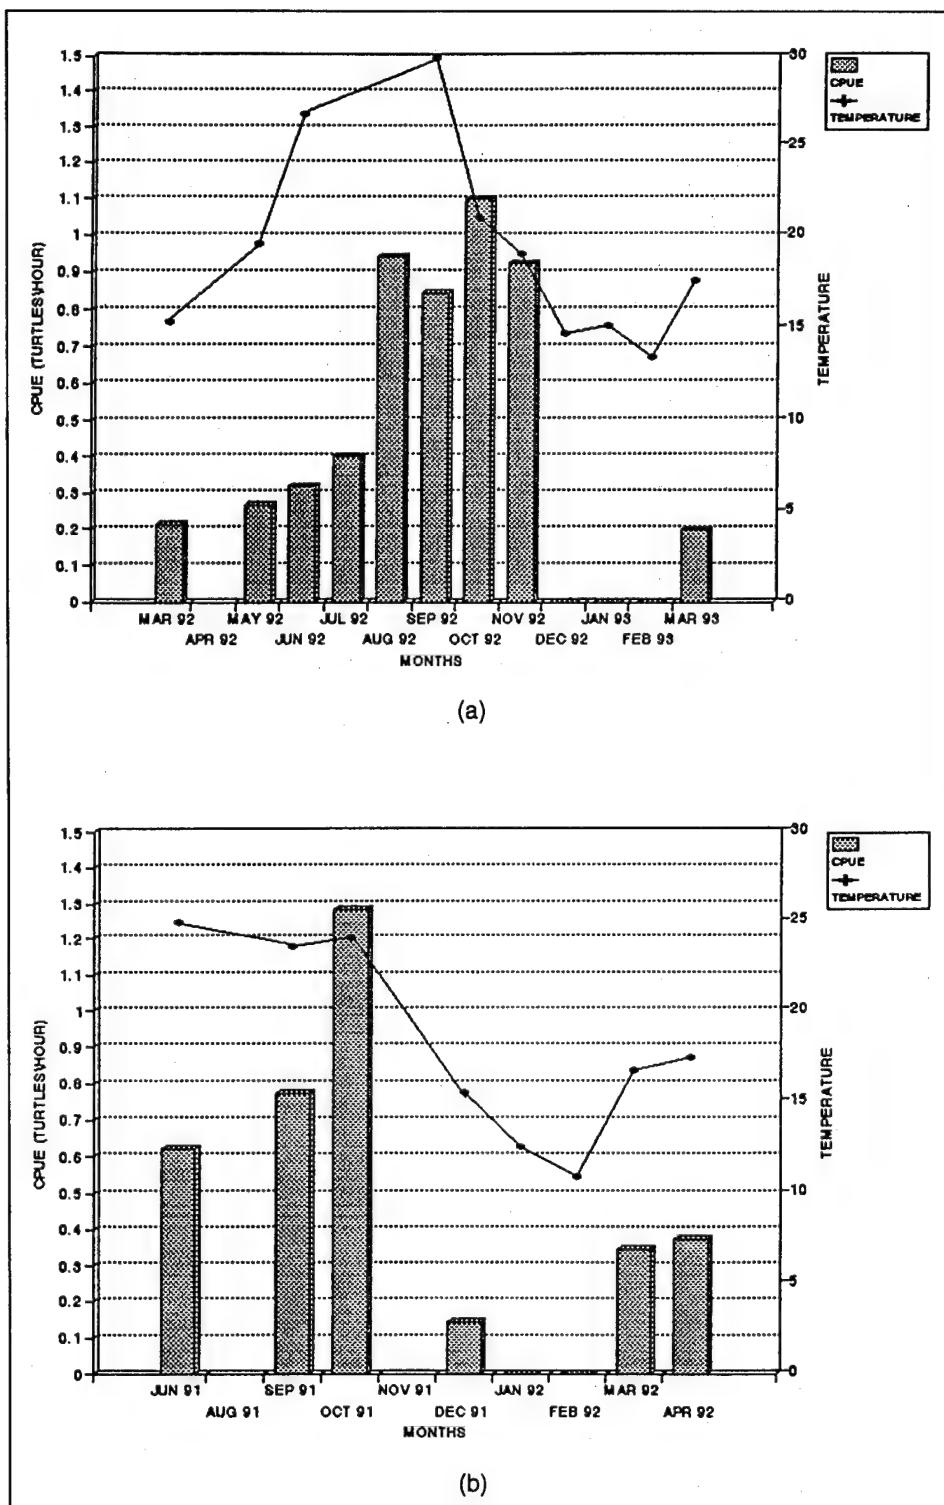 1.5
1.4
1.3
1.2
1.1
1
0.9
0.8
0.7
0.6
0.5
0.4
0.3
0.2
0.1
0
CPUE (TURTLES\HOUR)
30
25
20
15
10
5
0
TEMPERATURE
CPUE
TEMPERATURE
MAR 92 MAY 92 JUL 92 SEP 92 NOV 92 JAN 93 MAR 93
APR 92 JUN 92 AUG 92 OCT 92 DEC 92 FEB 93
MONTHS
(a)
1.5
1.4
1.3
1.2
1.1
1
0.9
0.8
0.7
0.6
0.5
0.4
0.3
0.2
0.1
0
CPUE (TURTLES\HOUR)
30
25
20
15
10
5
0
TEMPERATURE
CPUE
TEMPERATURE
JUN 91 SEP 91 NOV 91 JAN 92 MAR 92
AUG 91 OCT 91 DEC 91 FEB 92 APR 92
MONTHS
(b)